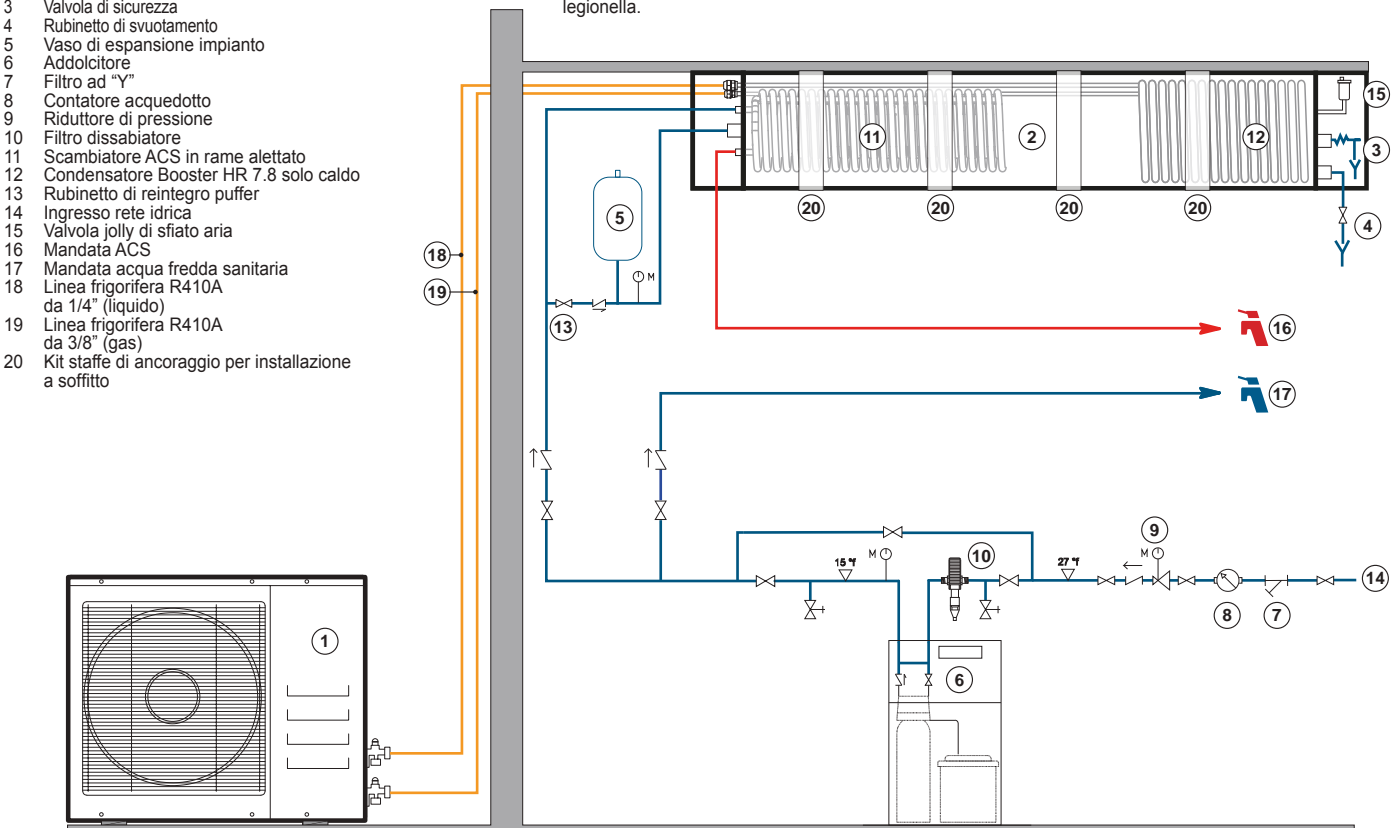 3 Valvola di sicurezza
4 Rubinetto di svuotamento
5 Vaso di espansione impianto
6 Addolcitore
7 Filtro ad “Y”
8 Contatore acquedotto
9 Riduttore di pressione
10 Filtro dissabiatore
11 Scambiatore ACS in rame alettato
12 Condensatore Booster HR 7.8 solo caldo
13 Rubinetto di reintegro puffer
14 Ingresso rete idrica
15 Valvola jolly di sfiato aria
16 Mandata ACS
17 Mandata acqua fredda sanitaria
18 Linea frigorifera R410A
da 1/4” (liquido)
19 Linea frigorifera R410A
da 3/8” (gas)
20 Kit staffe di ancoraggio per installazione
a soffitto
legionella.
15
11
2
12
3
20
20
20
20
5
4
18
M
19
13
16
17
9
M
10
15 °f
M
27 °f
14
8
7
1
6